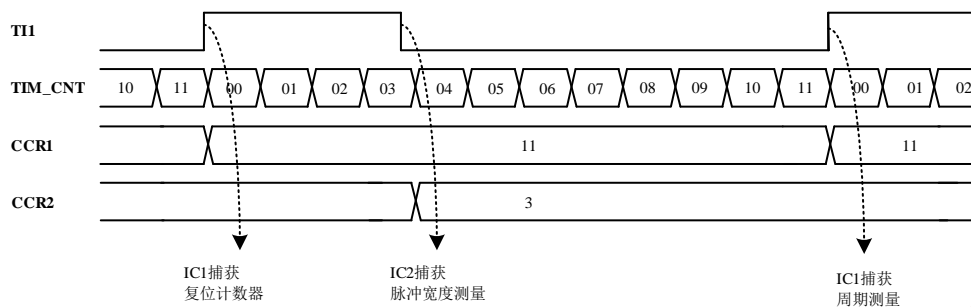 TI1
TIM_CNT 10 11 00 01 02 03 04 05 06 07 08 09 10 11 00 01 02
CCR1 11 11
CCR2 3
IC1捕获 IC2捕获 IC1捕获
复位计数器 脉冲宽度测量 周期测量